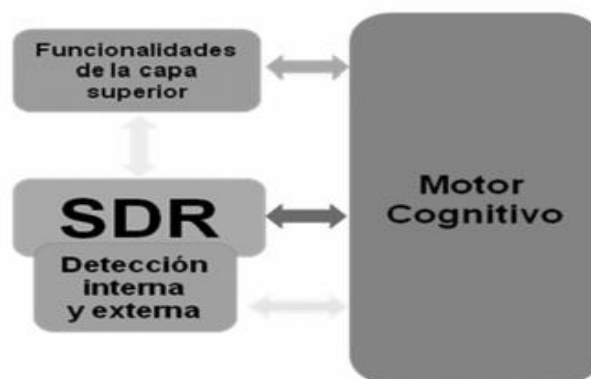 Funcionalidades
de la capa
superior
SDR
Detección
interna
y externa
Motor
Cognitivo